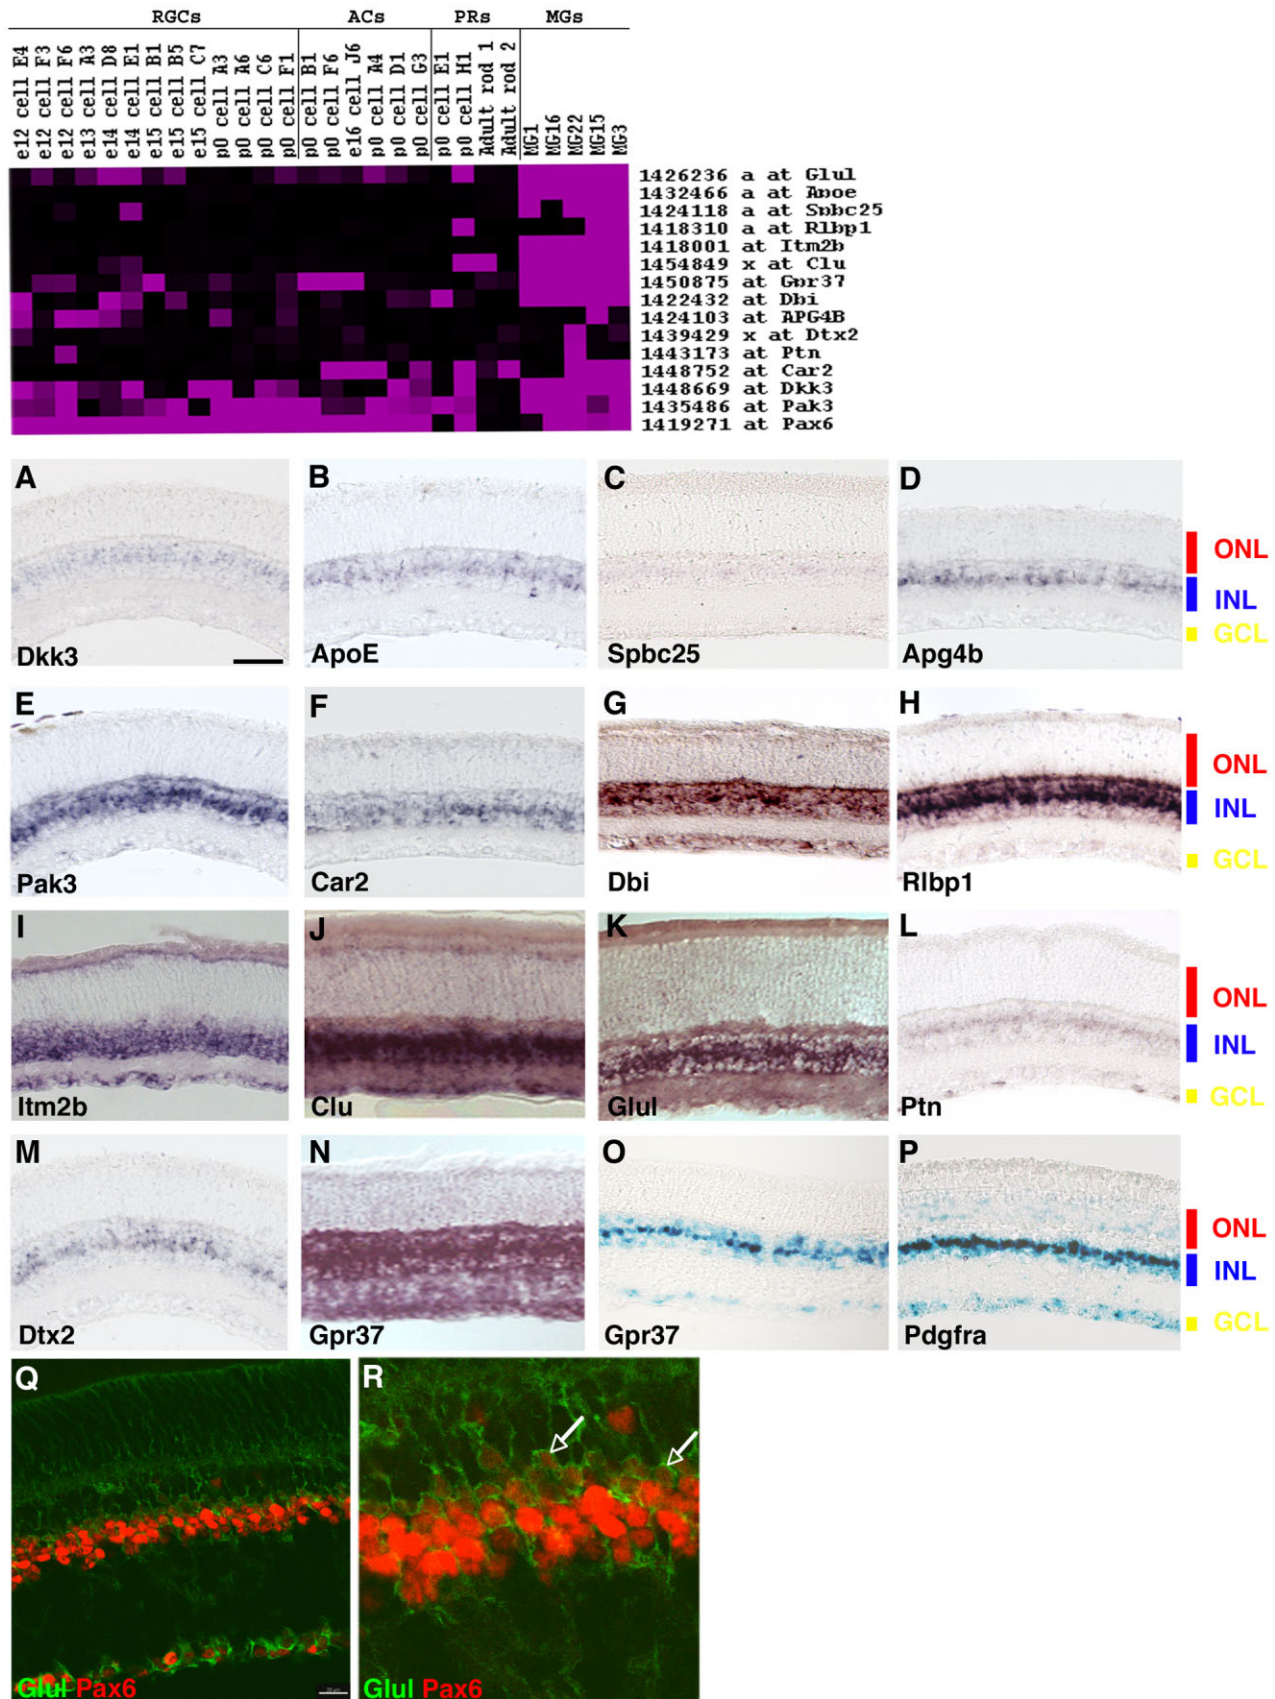 RGCs ACs PRs MGs
e12 cell E4
e12 cell F3
e12 cell F6
e13 cell A3
e14 cell D8
e14 cell E1
e15 cell B1
e15 cell B5
e15 cell C7
p0 cell A3
p0 cell A6
p0 cell C6
p0 cell F1
p0 cell B1
p0 cell F6
e16 cell J6
p0 cell A4
p0 cell D1
p0 cell G3
p0 cell E1
p0 cell H1
Adult rod 1
Adult rod 2
MG1
MG16
MG22
MG15
MG3
1426236 a at Glul
1432466 a at Apoe
1424118 a at Spbc25
1418310 a at Rlbp1
1418001 at Itm2b
1454849 x at Clu
1450875 at Gpr37
1422432 at Dbi
1424103 at APG4B
1439429 x at Dtx2
1443173 at Ptn
1448752 at Car2
1448669 at Dkk3
1435486 at Pak3
1419271 at Pax6
A
Dkk3
B
ApoE
C
Spbc25
D
Apg4b
ONL
INL
GCL
E
Pak3
F
Car2
G
Dbi
H
Rlbp1
ONL
INL
GCL
I
Itm2b
J
Clu
K
Glul
L
Ptn
ONL
INL
GCL
M
Dtx2
N
Gpr37
O
Gpr37
P
Pdgfra
ONL
INL
GCL
Q
Glul Pax6
R
Glul Pax6